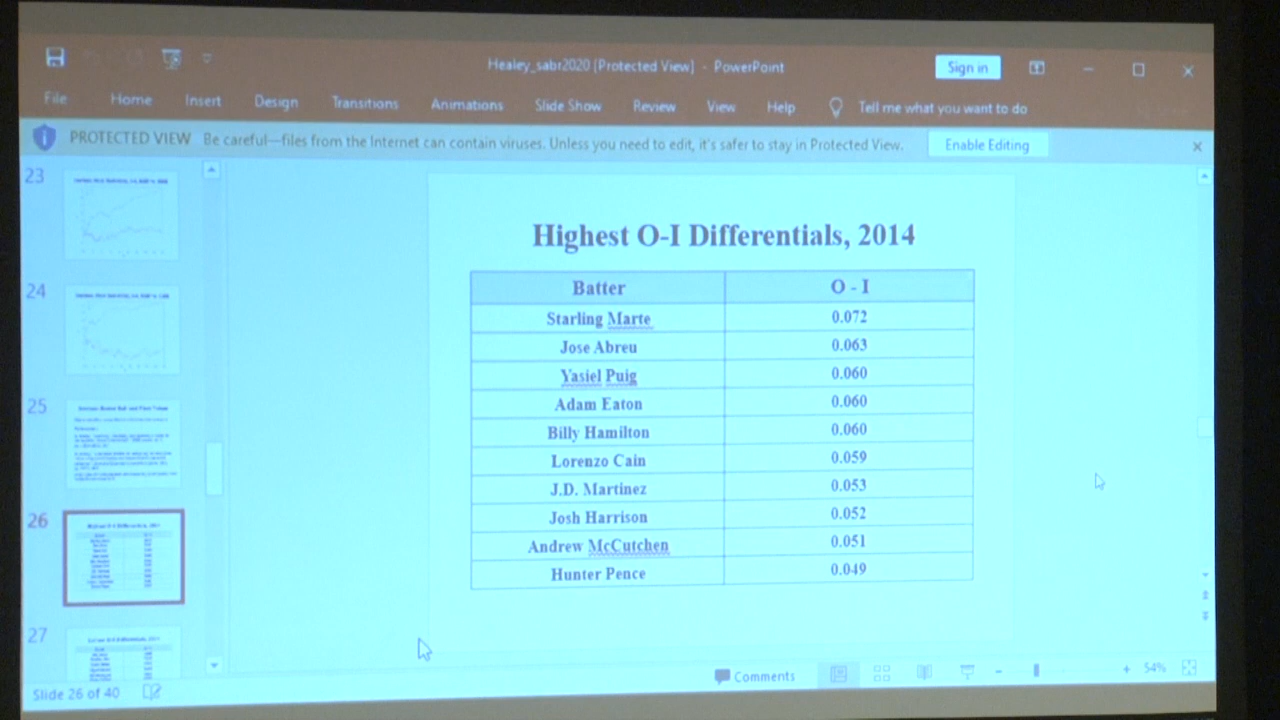 Healey_sabr2020 [Protected View] - PowerPoint
Sign in
File Home Insert Design Transitions Animations Slide Show Review View Help Tell me what you want to do
PROTECTED VIEW Be careful—files from the Internet can contain viruses. Unless you need to edit, it's safer to stay in Protected View. Enable Editing
23
24
25
26
27
Highest O-I Differentials, 2014
Batter O - I
Starling Marte 0.072
Jose Abreu 0.063
Yasiel Puig 0.060
Adam Eaton 0.060
Billy Hamilton 0.060
Lorenzo Cain 0.059
J.D. Martinez 0.053
Josh Harrison 0.052
Andrew McCutchen 0.051
Hunter Pence 0.049
Slide 26 of 40 Comments 54%